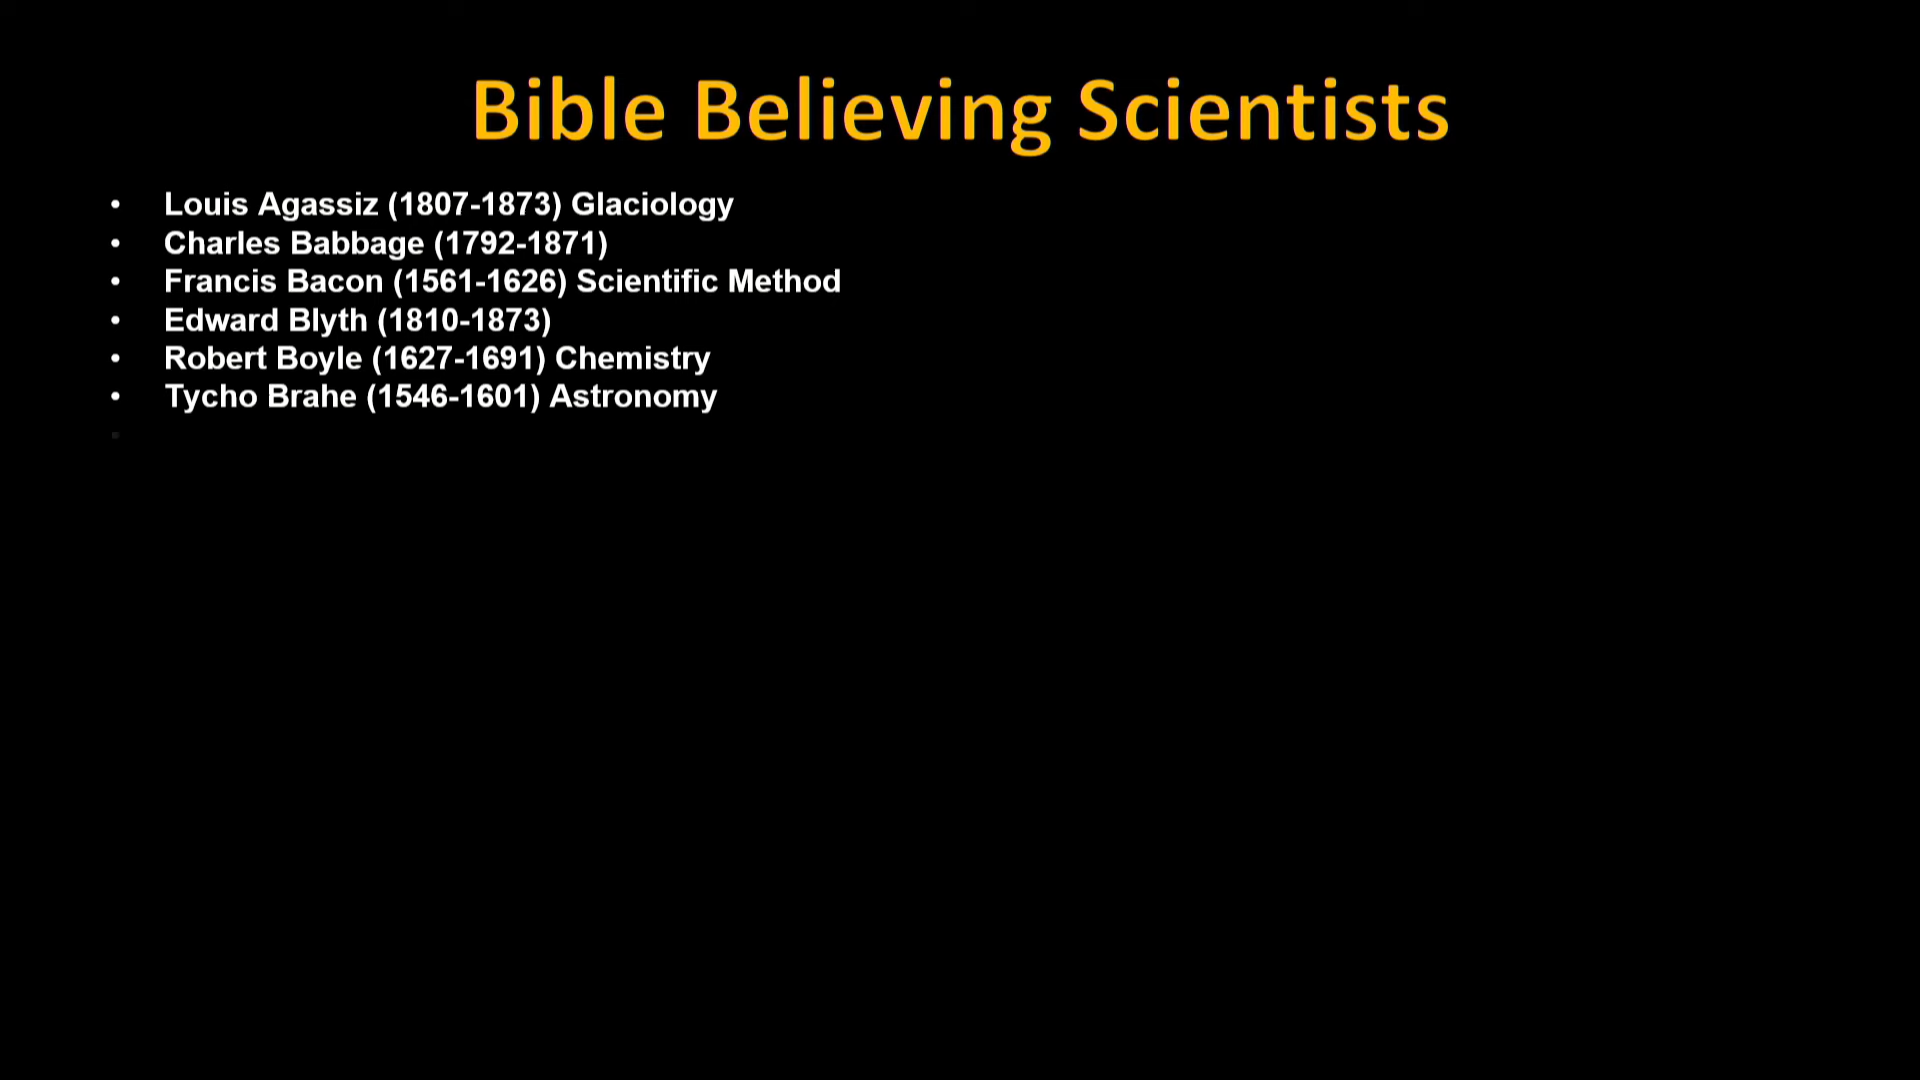 Bible Believing Scientists
• Louis Agassiz (1807-1873) Glaciology
• Charles Babbage (1792-1871)
• Francis Bacon (1561-1626) Scientific Method
• Edward Blyth (1810-1873)
• Robert Boyle (1627-1691) Chemistry
• Tycho Brahe (1546-1601) Astronomy